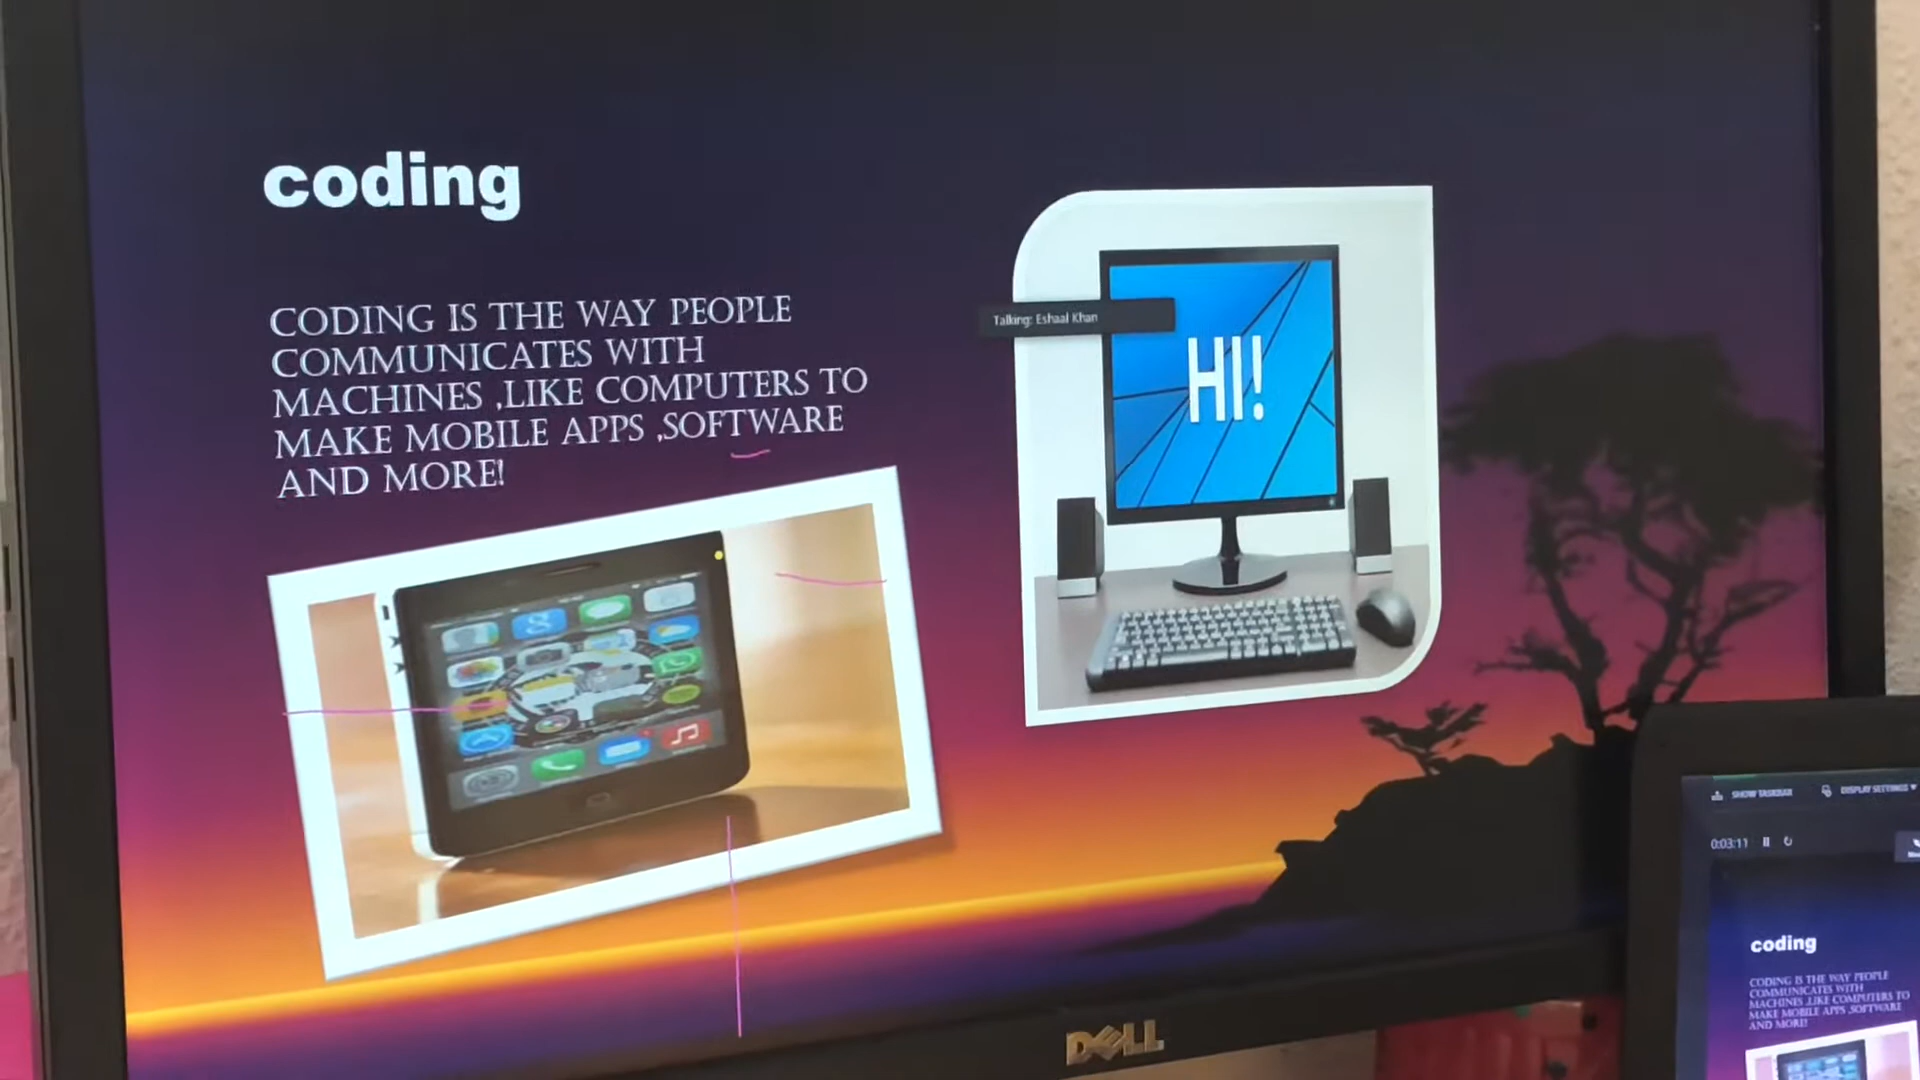 coding
CODING IS THE WAY PEOPLE
COMMUNICATES WITH
MACHINES ,LIKE COMPUTERS TO
MAKE MOBILE APPS ,SOFTWARE
AND MORE!
Talking: Eshaal Khan
HI!
DELL
SHOW TASKBAR
DISPLAY SETTINGS
0:03:11
coding
CODING IS THE WAY PEOPLE
COMMUNICATES WITH
MACHINES ,LIKE COMPUTERS TO
MAKE MOBILE APPS ,SOFTWARE
AND MORE!